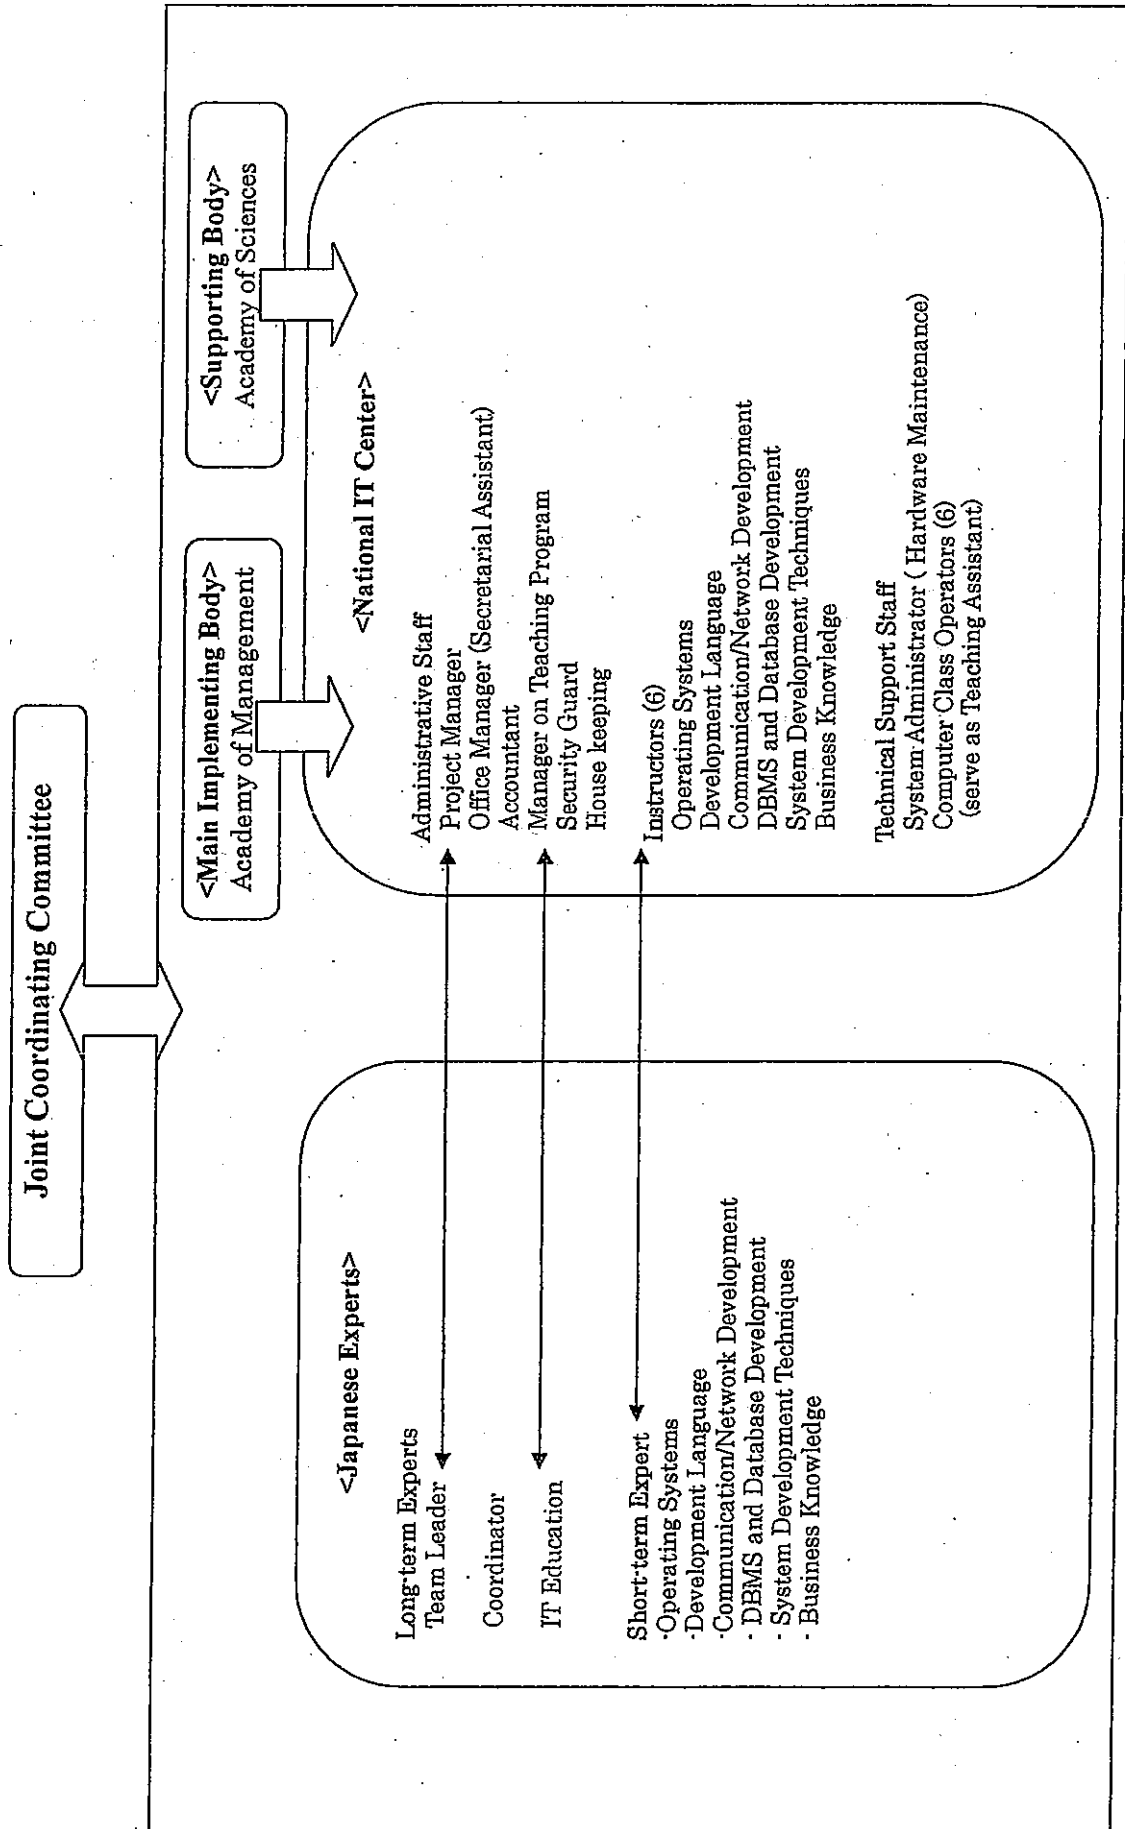 Joint Coordinating Committee
<Main Implementing Body>
Academy of Management
<Supporting Body>
Academy of Sciences
<Japanese Experts>
Long-term Experts
Team Leader
Coordinator
IT Education
Short-term Expert
·Operating Systems
·Development Language
·Communication/Network Development
- DBMS and Database Development
- System Development Techniques
- Business Knowledge
<National IT Center>
Administrative Staff
Project Manager
Office Manager (Secretarial Assistant)
Accountant
Manager on Teaching Program
Security Guard
House keeping
Instructors (6)
Operating Systems
Development Language
Communication/Network Development
DBMS and Database Development
System Development Techniques
Business Knowledge
Technical Support Staff
System Administrator ( Hardware Maintenance)
Computer Class Operators (6)
(serve as Teaching Assistant)